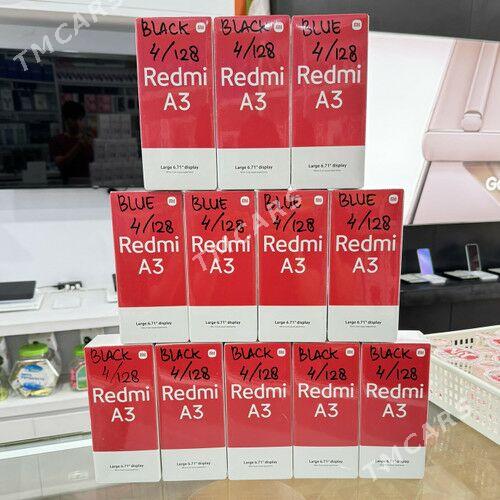 BLACK
4/128
Redmi
A3
Large 6.71" display
BLACK
4/128
Redmi
A3
Large 6.71" display
BLUE
4/128
Redmi
A3
Large 6.71" display
BLUE
4/128
Redmi
A3
Large 6.71" display
BLUE
4/128
Redmi
A3
Large 6.71" display
BLUE
4/128
Redmi
A3
Large 6.71" display
BLUE
4/128
Redmi
A3
Large 6.71" display
BLACK
4/128
Redmi
A3
Large 6.71" display
BLACK
4/128
Redmi
A3
Large 6.71" display
BLACK
4/128
Redmi
A3
Large 6.71" display
BLACK
4/128
Redmi
A3
Large 6.71" display
BLACK
4/128
Redmi
A3
Large 6.71" display
TMCARS
TMCARS
TMCARS